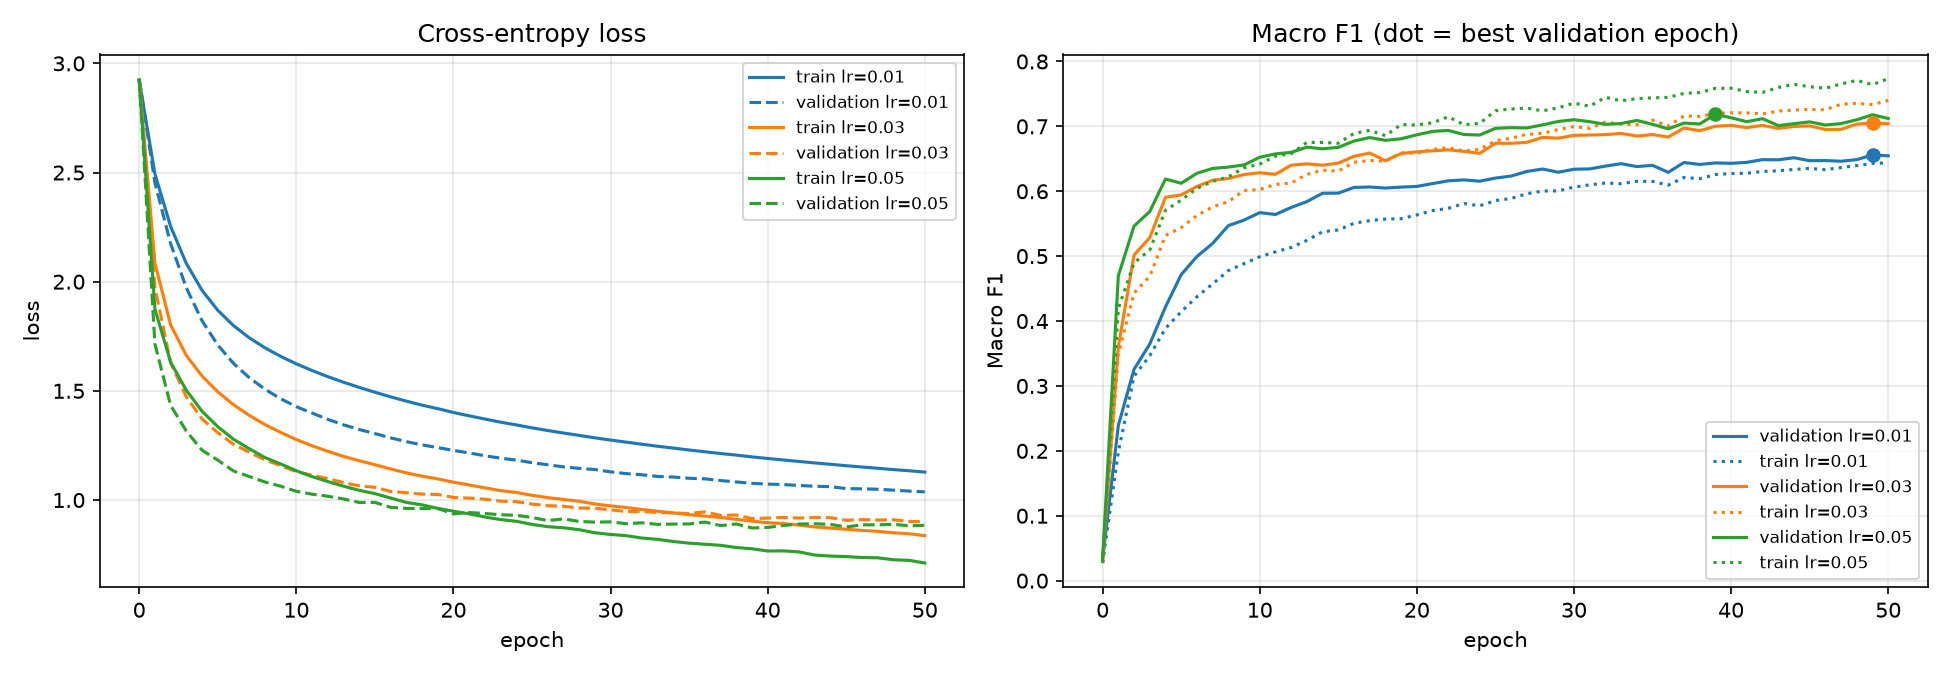 Cross-entropy loss
3.0
2.5
2.0
1.5
1.0
loss
0
10
20
30
40
50
epoch
train lr=0.01
validation lr=0.01
train lr=0.03
validation lr=0.03
train lr=0.05
validation lr=0.05
Macro F1 (dot = best validation epoch)
0.8
0.7
0.6
0.5
0.4
0.3
0.2
0.1
0.0
Macro F1
0
10
20
30
40
50
epoch
validation lr=0.01
train lr=0.01
validation lr=0.03
train lr=0.03
validation lr=0.05
train lr=0.05